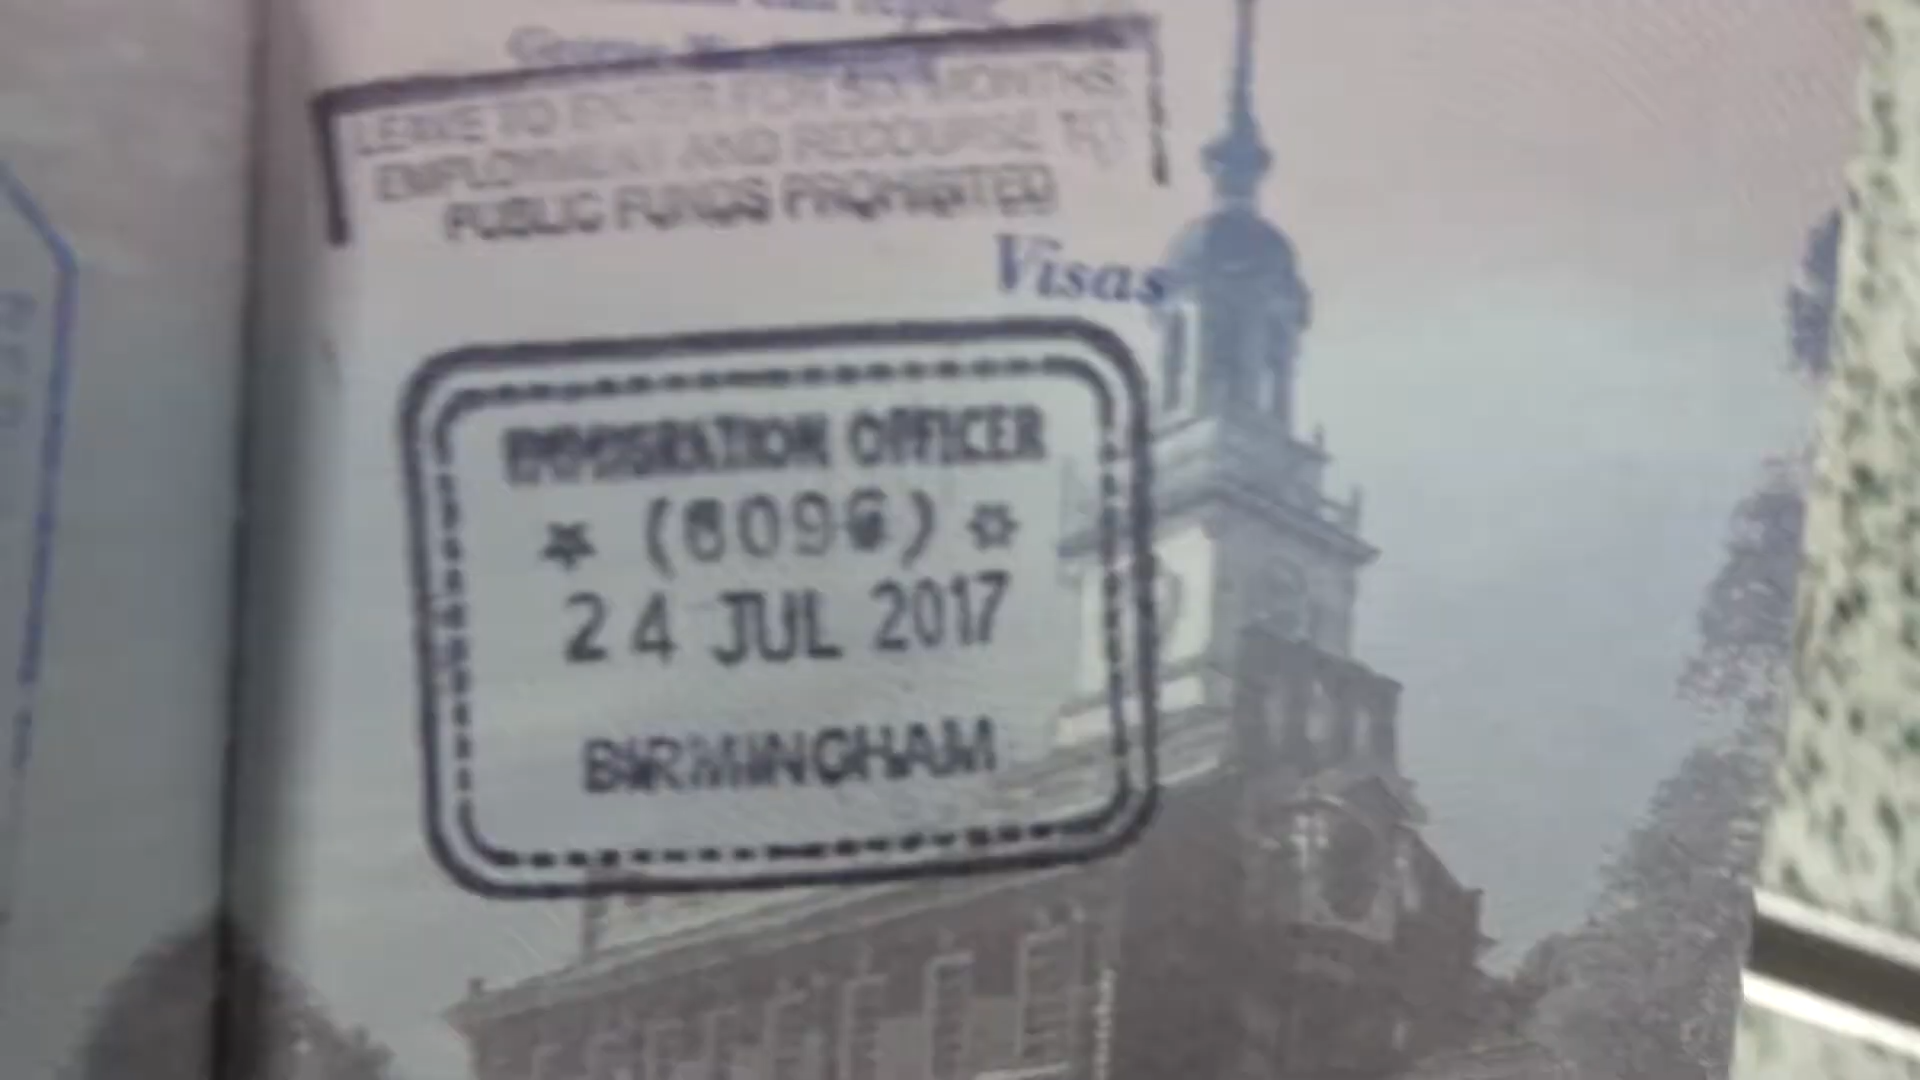 LEAVE TO ENTER FOR SIX MONTHS
EMPLOYMENT AND RECOURSE TO
PUBLIC FUNDS PROHIBITED
Visas
IMMIGRATION OFFICER
* (6096) *
24 JUL 2017
BIRMINGHAM